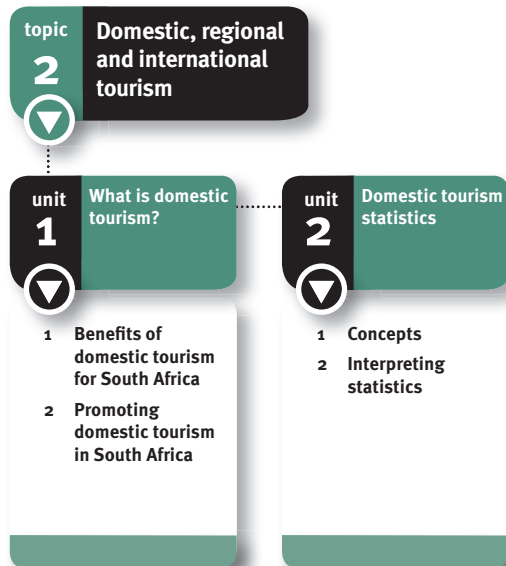 topic
2
Domestic, regional
and international
tourism
unit
1
What is domestic
tourism?
1 Benefits of
domestic tourism
for South Africa
2 Promoting
domestic tourism
in South Africa
unit
2
Domestic tourism
statistics
1 Concepts
2 Interpreting
statistics